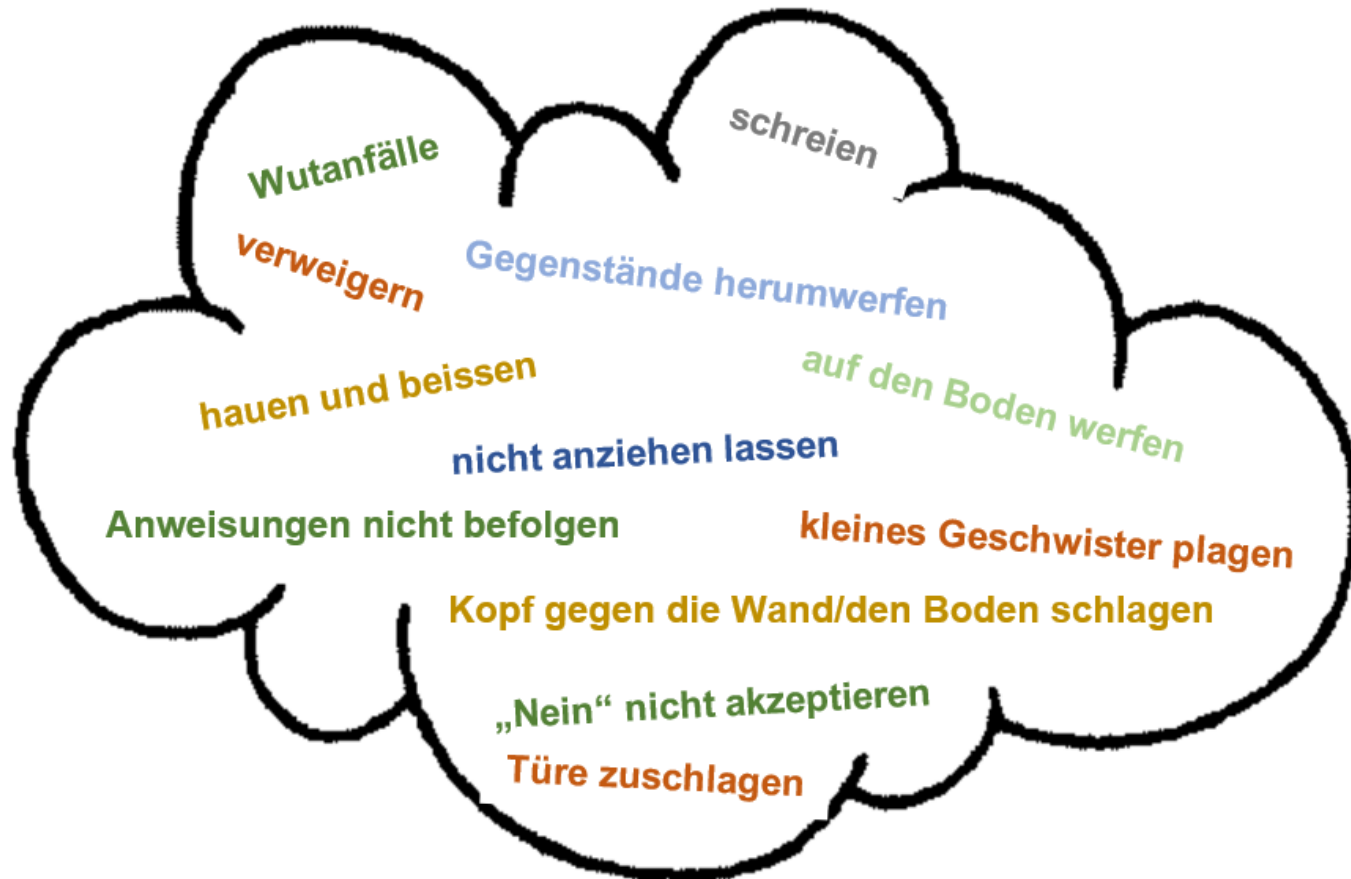 schreien
Wutanfälle
verweigern
Gegenstände herumwerfen
hauen und beissen
auf den Boden werfen
nicht anziehen lassen
Anweisungen nicht befolgen
kleines Geschwister plagen
Kopf gegen die Wand/den Boden schlagen
„Nein“ nicht akzeptieren
Türe zuschlagen